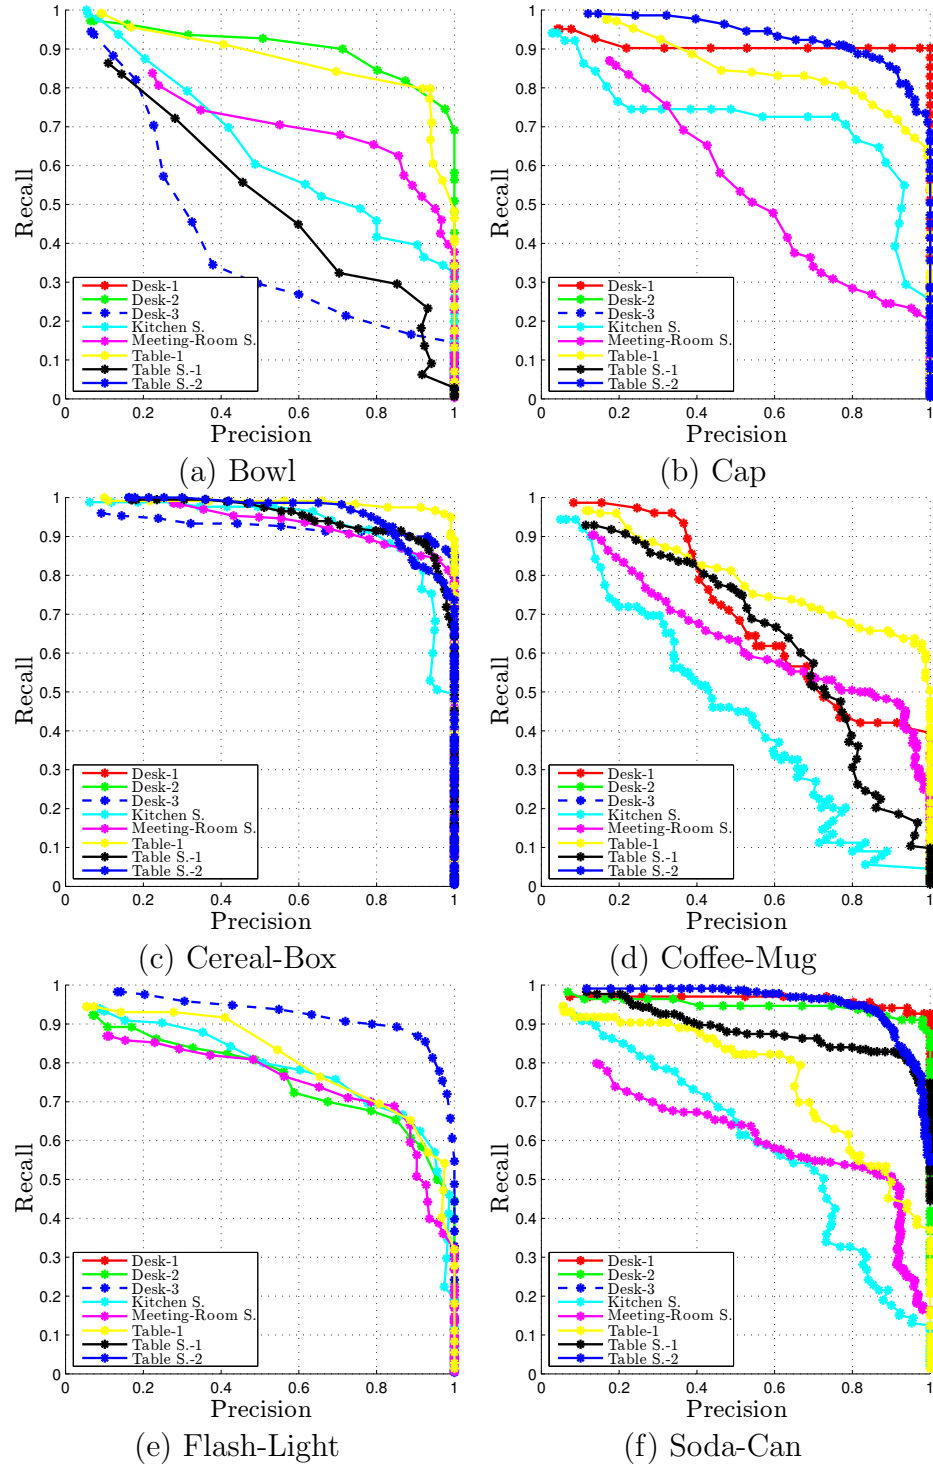 1
0.9
0.8
0.7
0.6
0.5
0.4
0.3
0.2
0.1
0
Recall
Desk-1
Desk-2
Desk-3
Kitchen S.
Meeting-Room S.
Table-1
Table S.-1
Table S.-2
0 0.2 0.4 0.6 0.8 1
Precision
(a) Bowl
1
0.9
0.8
0.7
0.6
0.5
0.4
0.3
0.2
0.1
0
Recall
Desk-1
Desk-2
Desk-3
Kitchen S.
Meeting-Room S.
Table-1
Table S.-1
Table S.-2
0 0.2 0.4 0.6 0.8 1
Precision
(b) Cap
1
0.9
0.8
0.7
0.6
0.5
0.4
0.3
0.2
0.1
0
Recall
Desk-1
Desk-2
Desk-3
Kitchen S.
Meeting-Room S.
Table-1
Table S.-1
Table S.-2
0 0.2 0.4 0.6 0.8 1
Precision
(c) Cereal-Box
1
0.9
0.8
0.7
0.6
0.5
0.4
0.3
0.2
0.1
0
Recall
Desk-1
Desk-2
Desk-3
Kitchen S.
Meeting-Room S.
Table-1
Table S.-1
Table S.-2
0 0.2 0.4 0.6 0.8 1
Precision
(d) Coffee-Mug
1
0.9
0.8
0.7
0.6
0.5
0.4
0.3
0.2
0.1
0
Recall
Desk-1
Desk-2
Desk-3
Kitchen S.
Meeting-Room S.
Table-1
Table S.-1
Table S.-2
0 0.2 0.4 0.6 0.8 1
Precision
(e) Flash-Light
1
0.9
0.8
0.7
0.6
0.5
0.4
0.3
0.2
0.1
0
Recall
Desk-1
Desk-2
Desk-3
Kitchen S.
Meeting-Room S.
Table-1
Table S.-1
Table S.-2
0 0.2 0.4 0.6 0.8 1
Precision
(f) Soda-Can